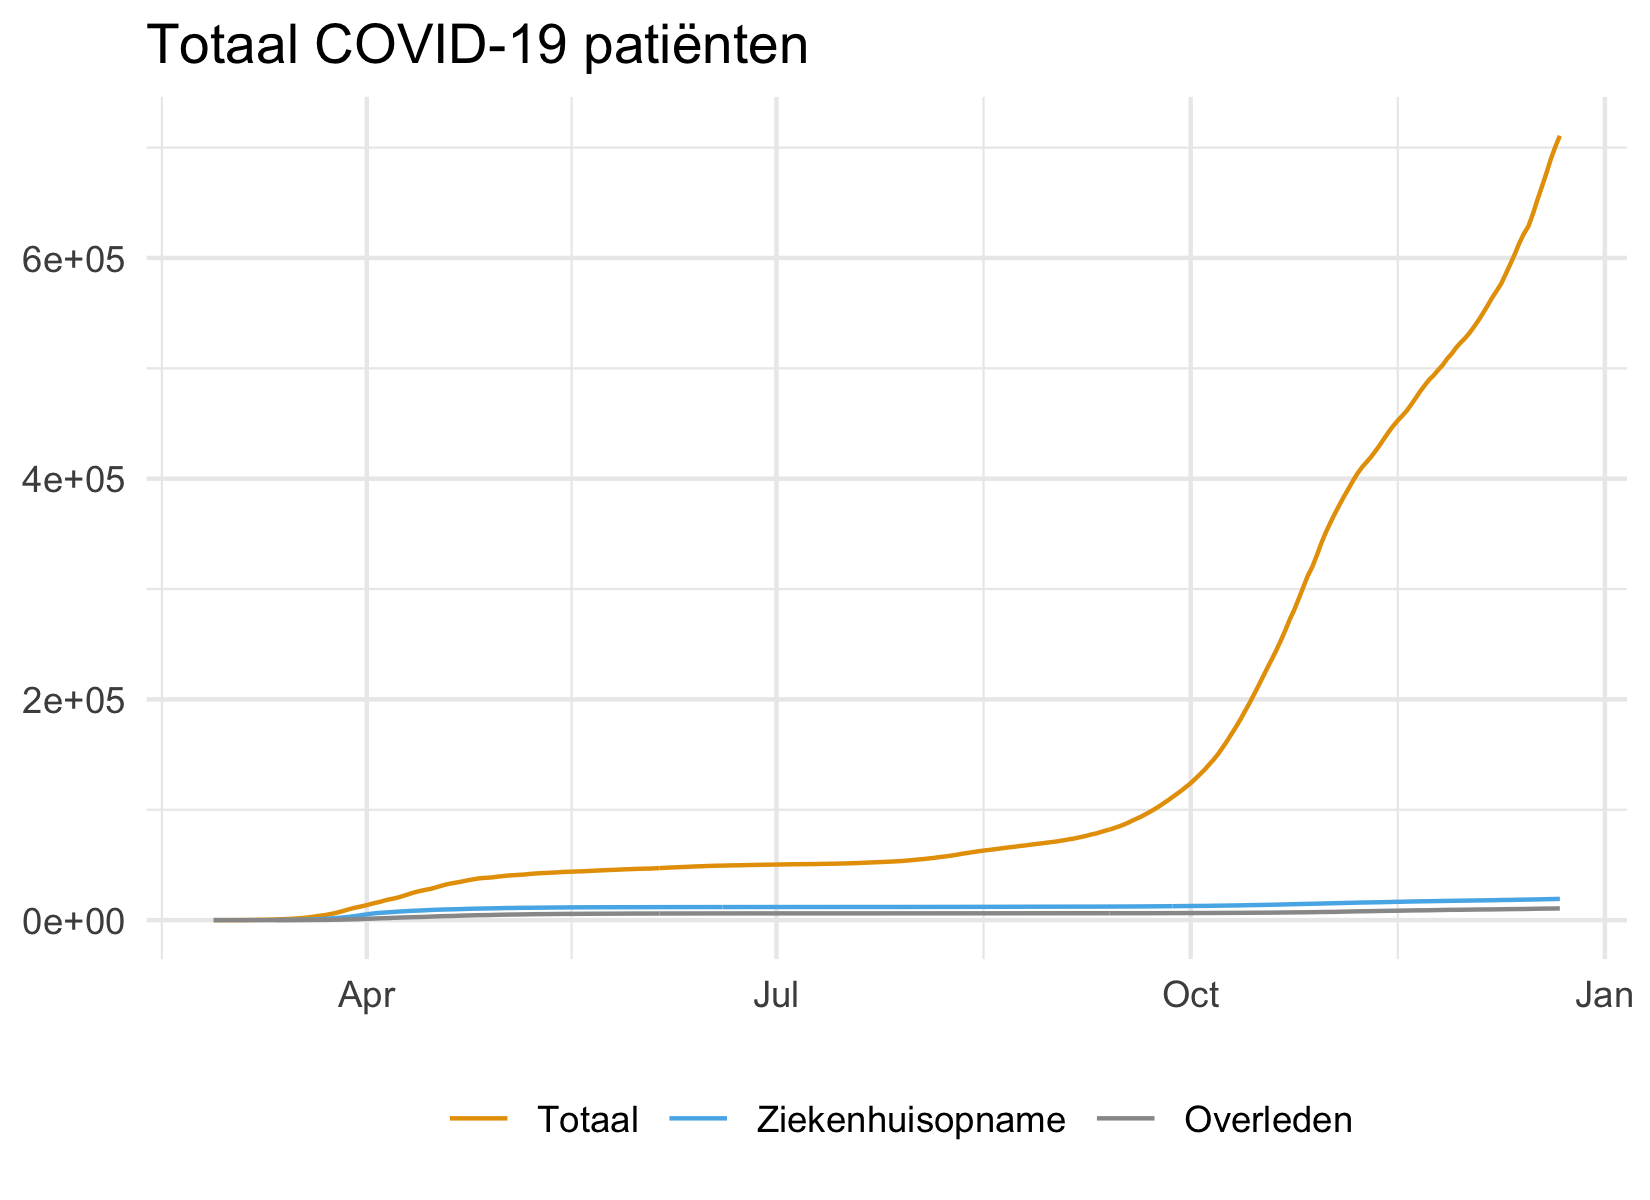 Totaal COVID-19 patiënten
6e+05
4e+05
2e+05
0e+00
Apr Jul Oct Jan
Totaal Ziekenhuisopname Overleden